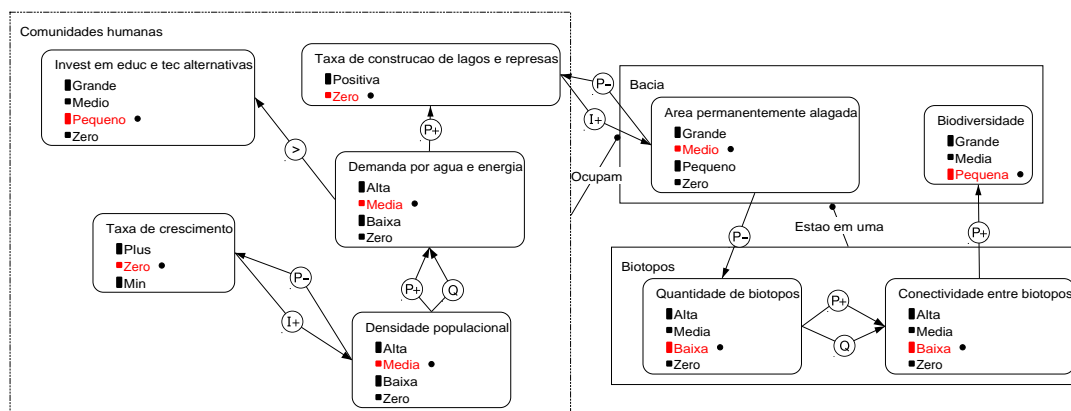 Comunidades humanas
Invest em educ e tec alternativas
Grande
Medio
Pequeno
Zero
Taxa de construcao de lagos e represas
Positiva
Zero
P-
I+
P+
>
Demanda por agua e energia
Alta
Media
Baixa
Zero
Taxa de crescimento
Plus
Zero
Min
P-
I+
P+
Q
Densidade populacional
Alta
Media
Baixa
Zero
Ocupam
Bacia
Area permanentemente alagada
Grande
Medio
Pequeno
Zero
Biodiversidade
Grande
Media
Pequena
P-
Estao em uma
P+
Biotopos
Quantidade de biotopos
Alta
Media
Baixa
Zero
P+
Q
Conectividade entre biotopos
Alta
Media
Baixa
Zero